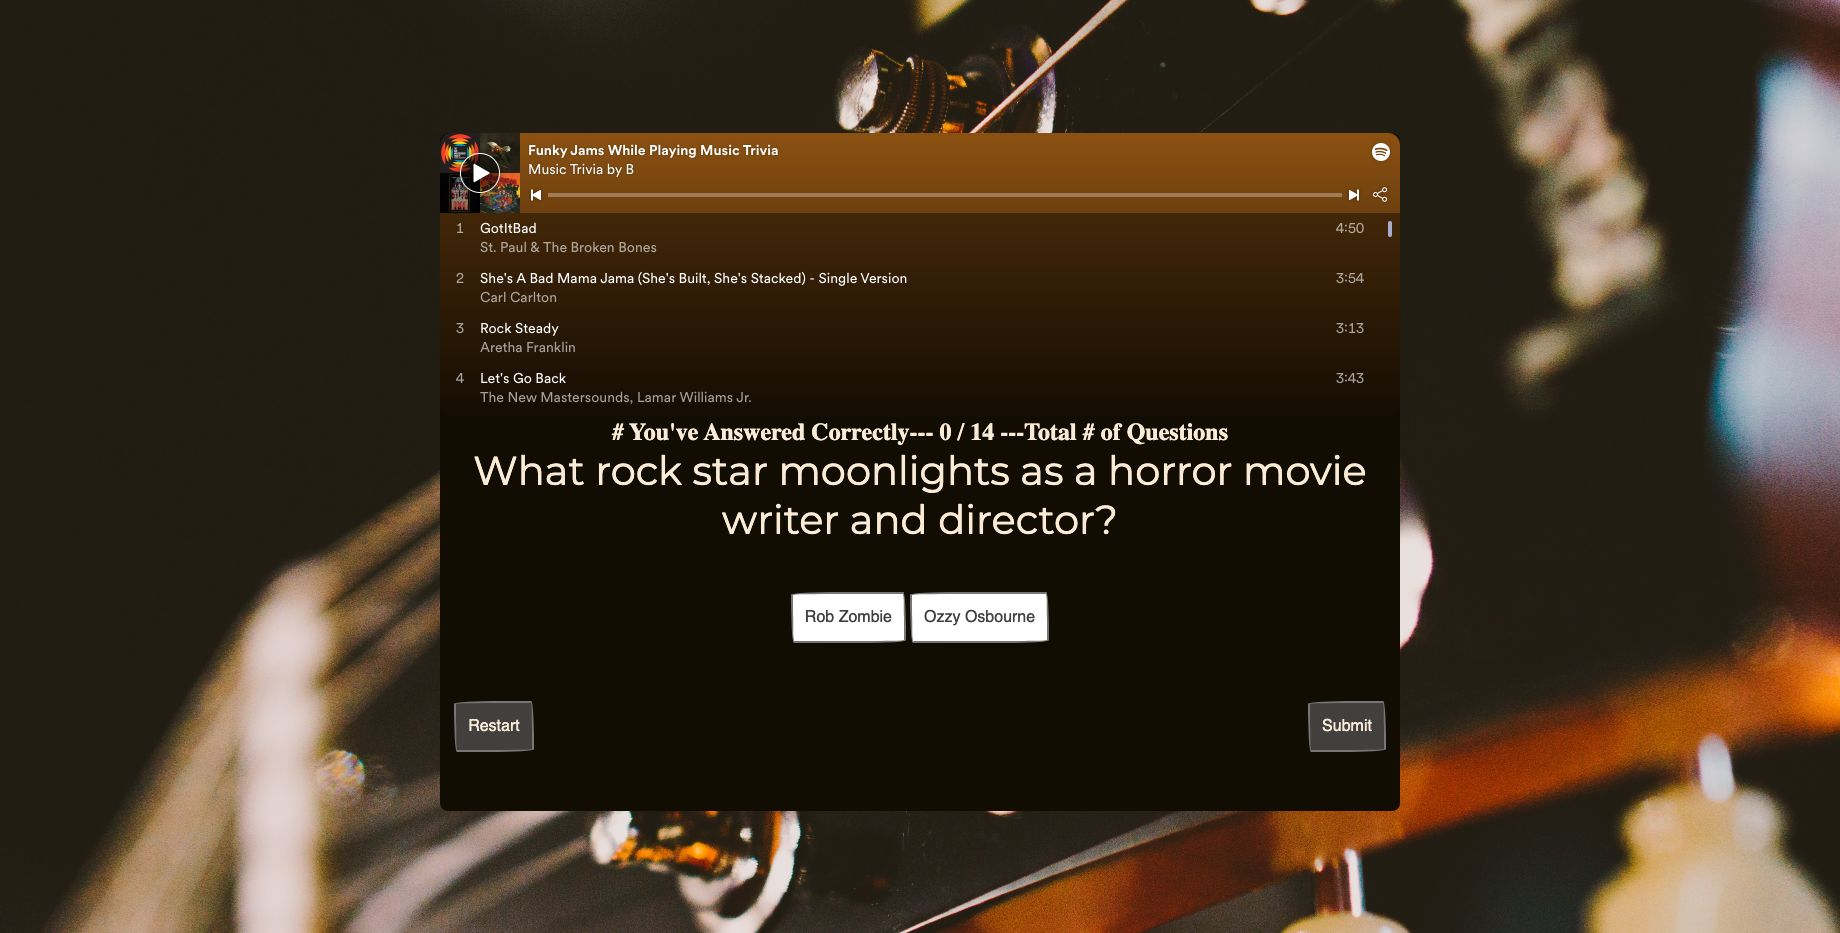 Funky Jams While Playing Music Trivia
Music Trivia by B
1 GotItBad 4:50
St. Paul & The Broken Bones
2 She's A Bad Mama Jama (She's Built, She's Stacked) - Single Version 3:54
Carl Carlton
3 Rock Steady 3:13
Aretha Franklin
4 Let's Go Back 3:43
The New Mastersounds, Lamar Williams Jr.
# You've Answered Correctly--- 0 / 14 ---Total # of Questions
What rock star moonlights as a horror movie
writer and director?
Rob Zombie Ozzy Osbourne
Restart Submit